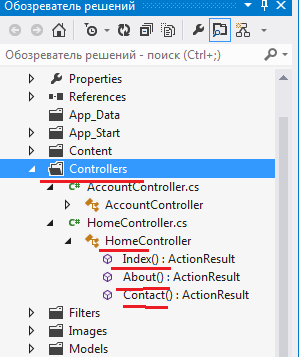 Обозреватель решений
Обозреватель решений - поиск (Ctrl+;)
Properties
References
App_Data
App_Start
Content
Controllers
C# AccountController.cs
AccountController
C# HomeController.cs
HomeController
Index() : ActionResult
About() : ActionResult
Contact() : ActionResult
Filters
Images
Models